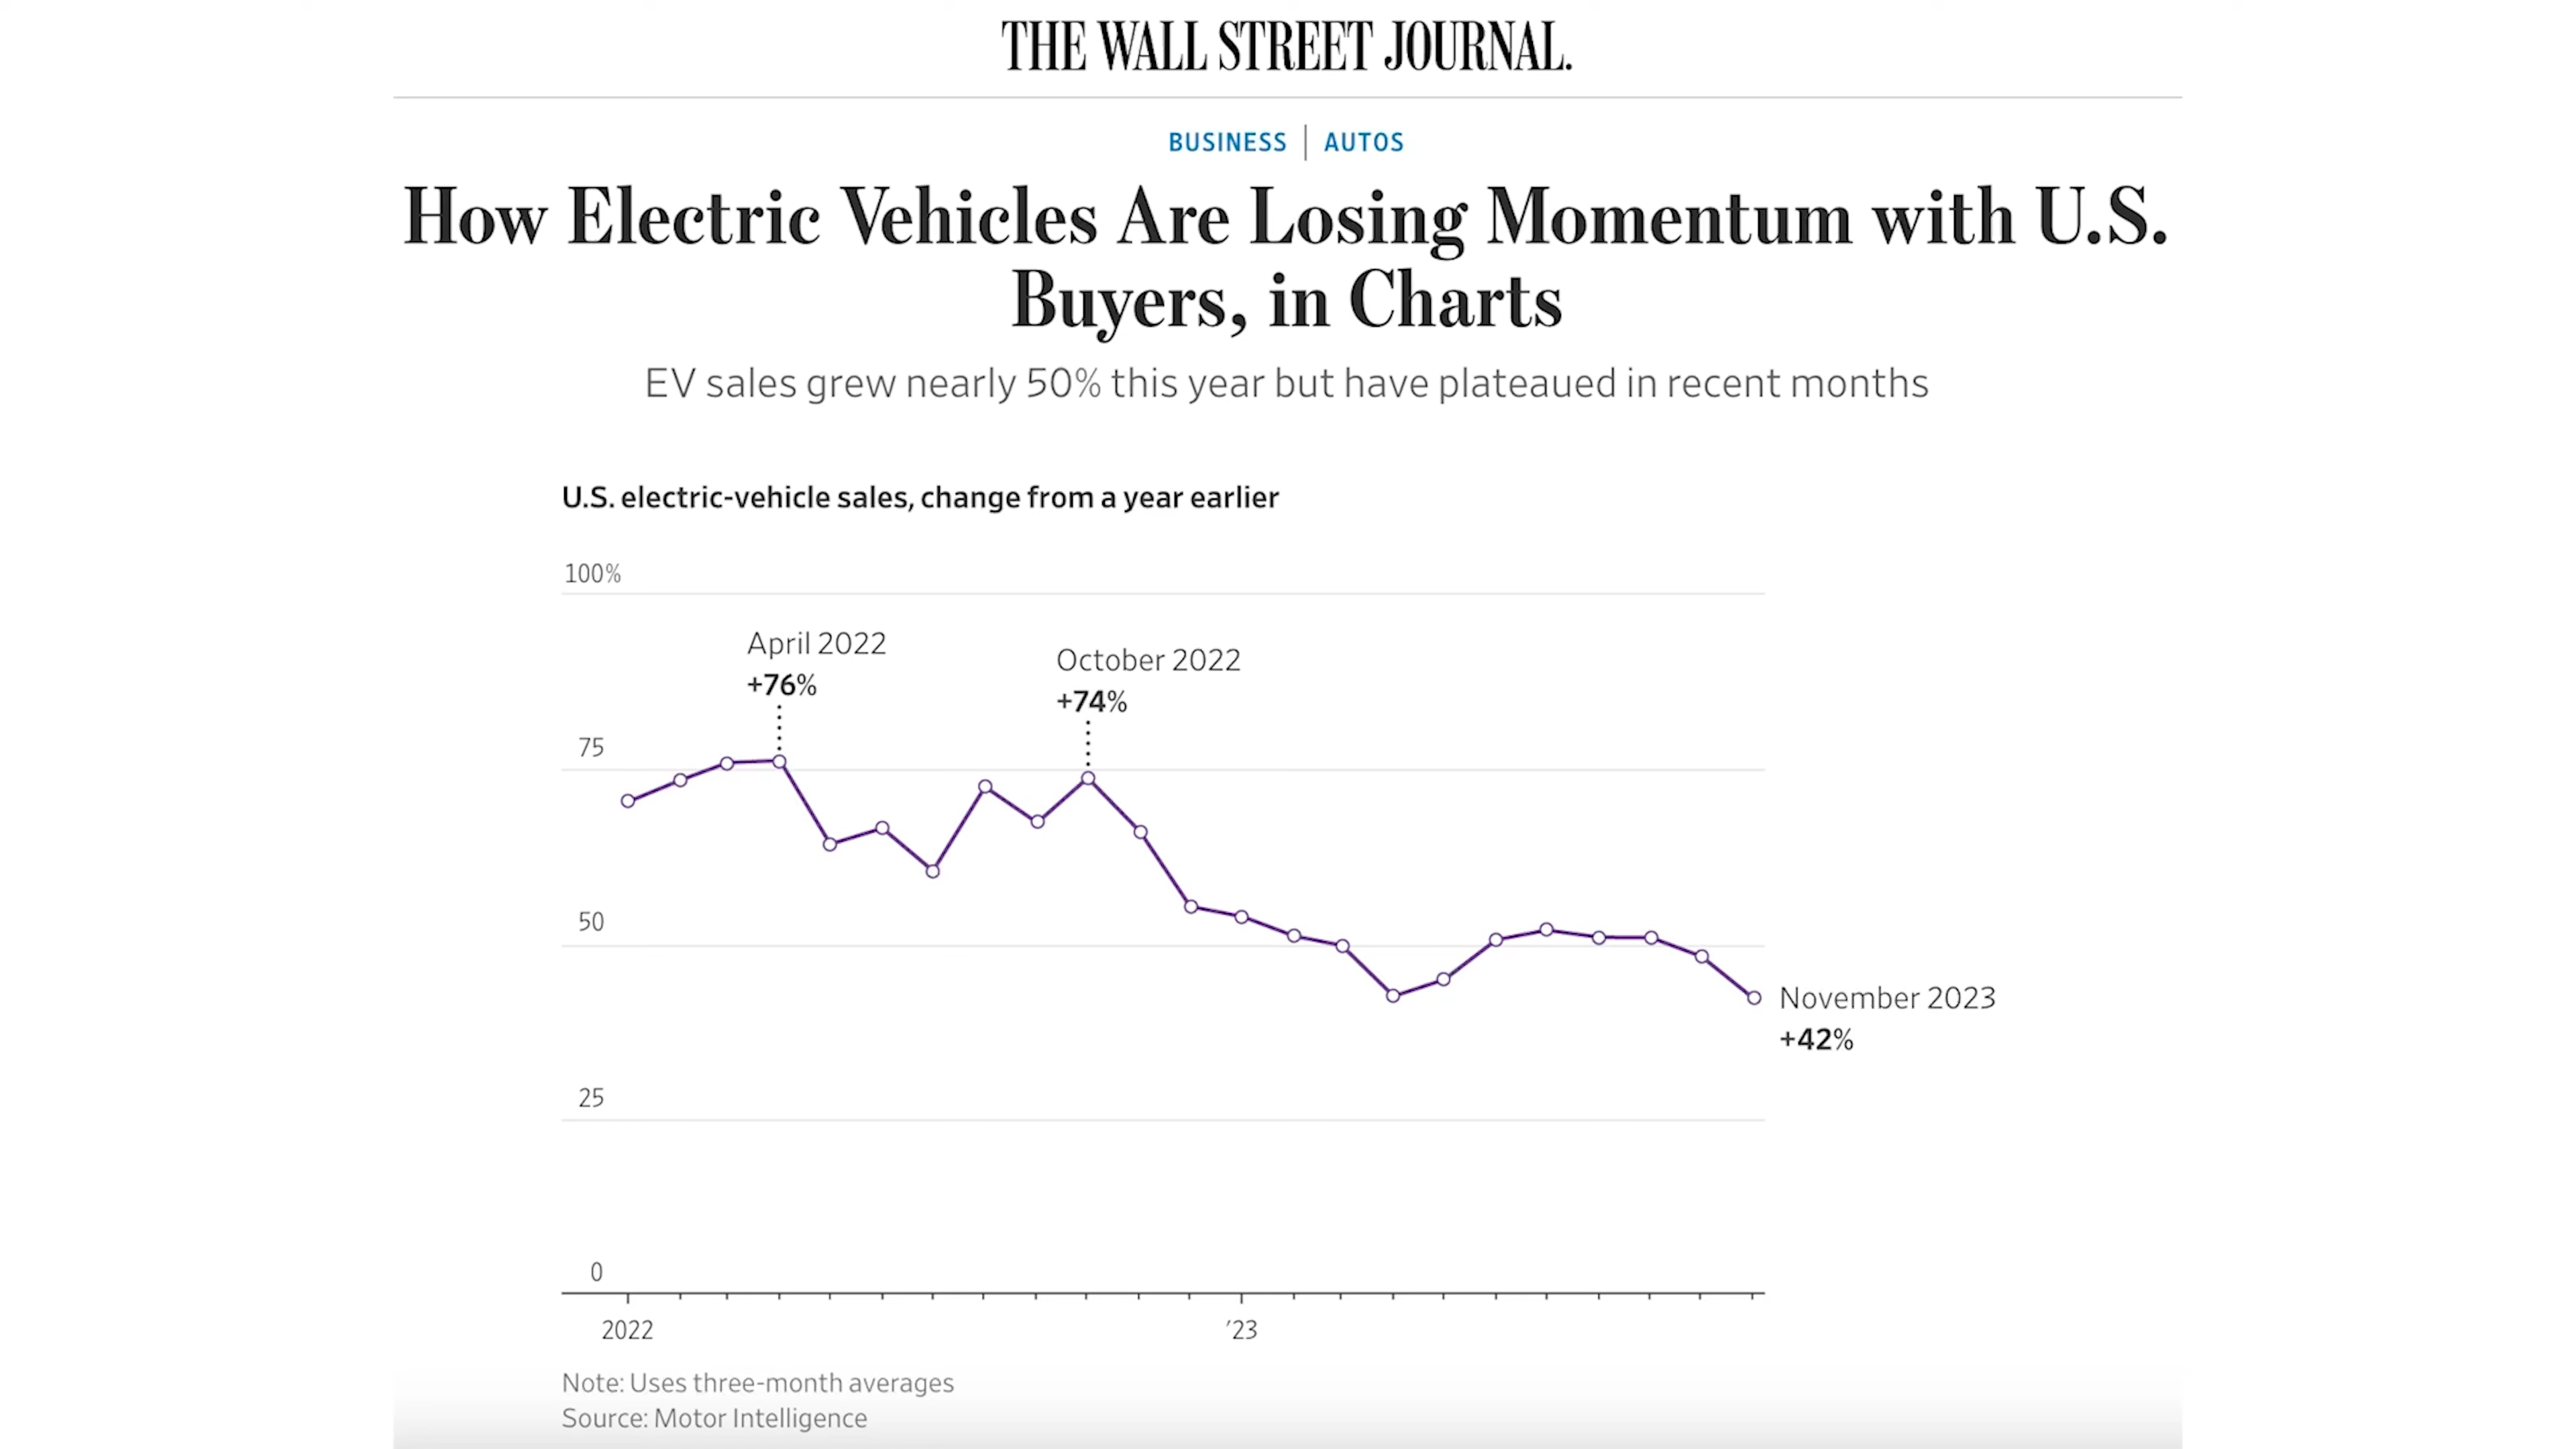 THE WALL STREET JOURNAL.
BUSINESS | AUTOS
How Electric Vehicles Are Losing Momentum with U.S.
Buyers, in Charts
EV sales grew nearly 50% this year but have plateaued in recent months
U.S. electric-vehicle sales, change from a year earlier
100%
April 2022
+76%
October 2022
+74%
75
50
November 2023
+42%
25
0
2022
'23
Note: Uses three-month averages
Source: Motor Intelligence